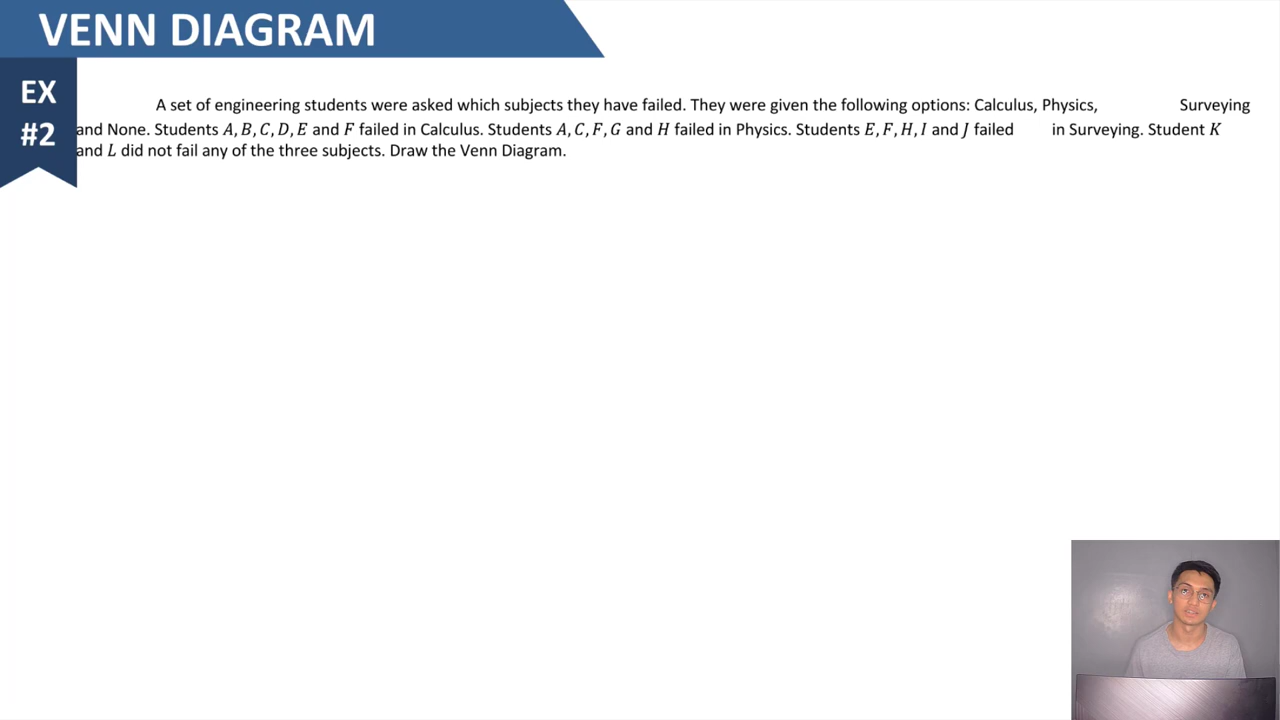 VENN DIAGRAM
EX
#2
A set of engineering students were asked which subjects they have failed. They were given the following options: Calculus, Physics, Surveying
and None. Students A, B, C, D, E and F failed in Calculus. Students A, C, F, G and H failed in Physics. Students E, F, H, I and J failed in Surveying. Student K
and L did not fail any of the three subjects. Draw the Venn Diagram.